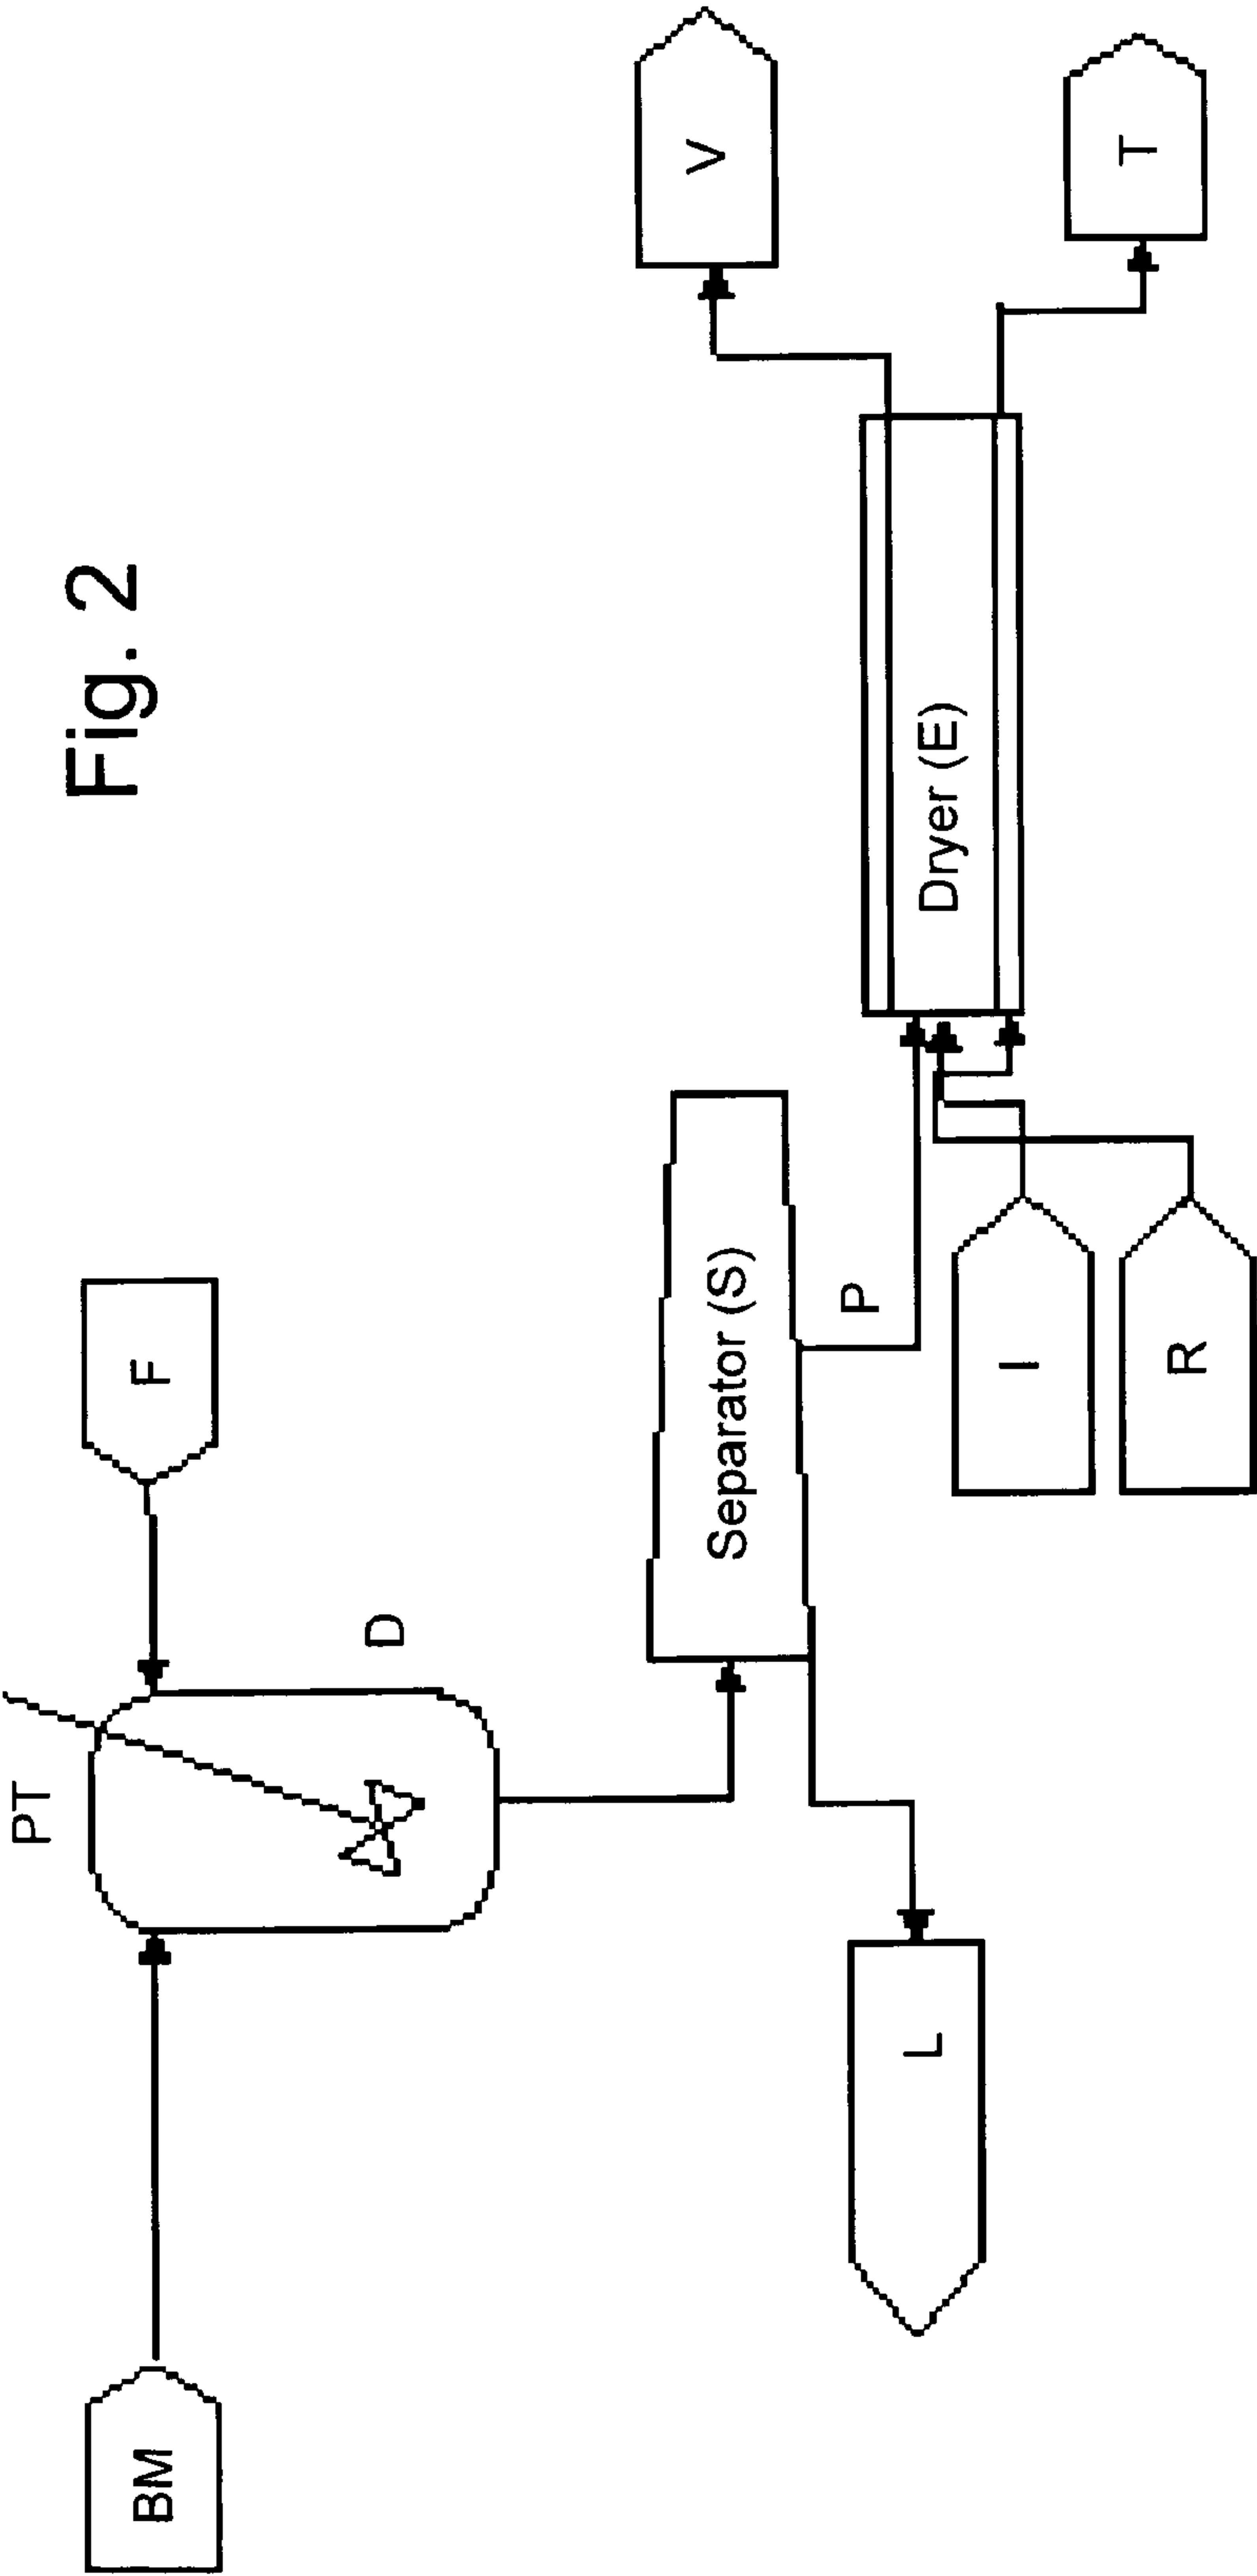 Fig. 2
PT
F
BM
D
Separator (S)
P
L
Dryer (E)
I
R
V
T